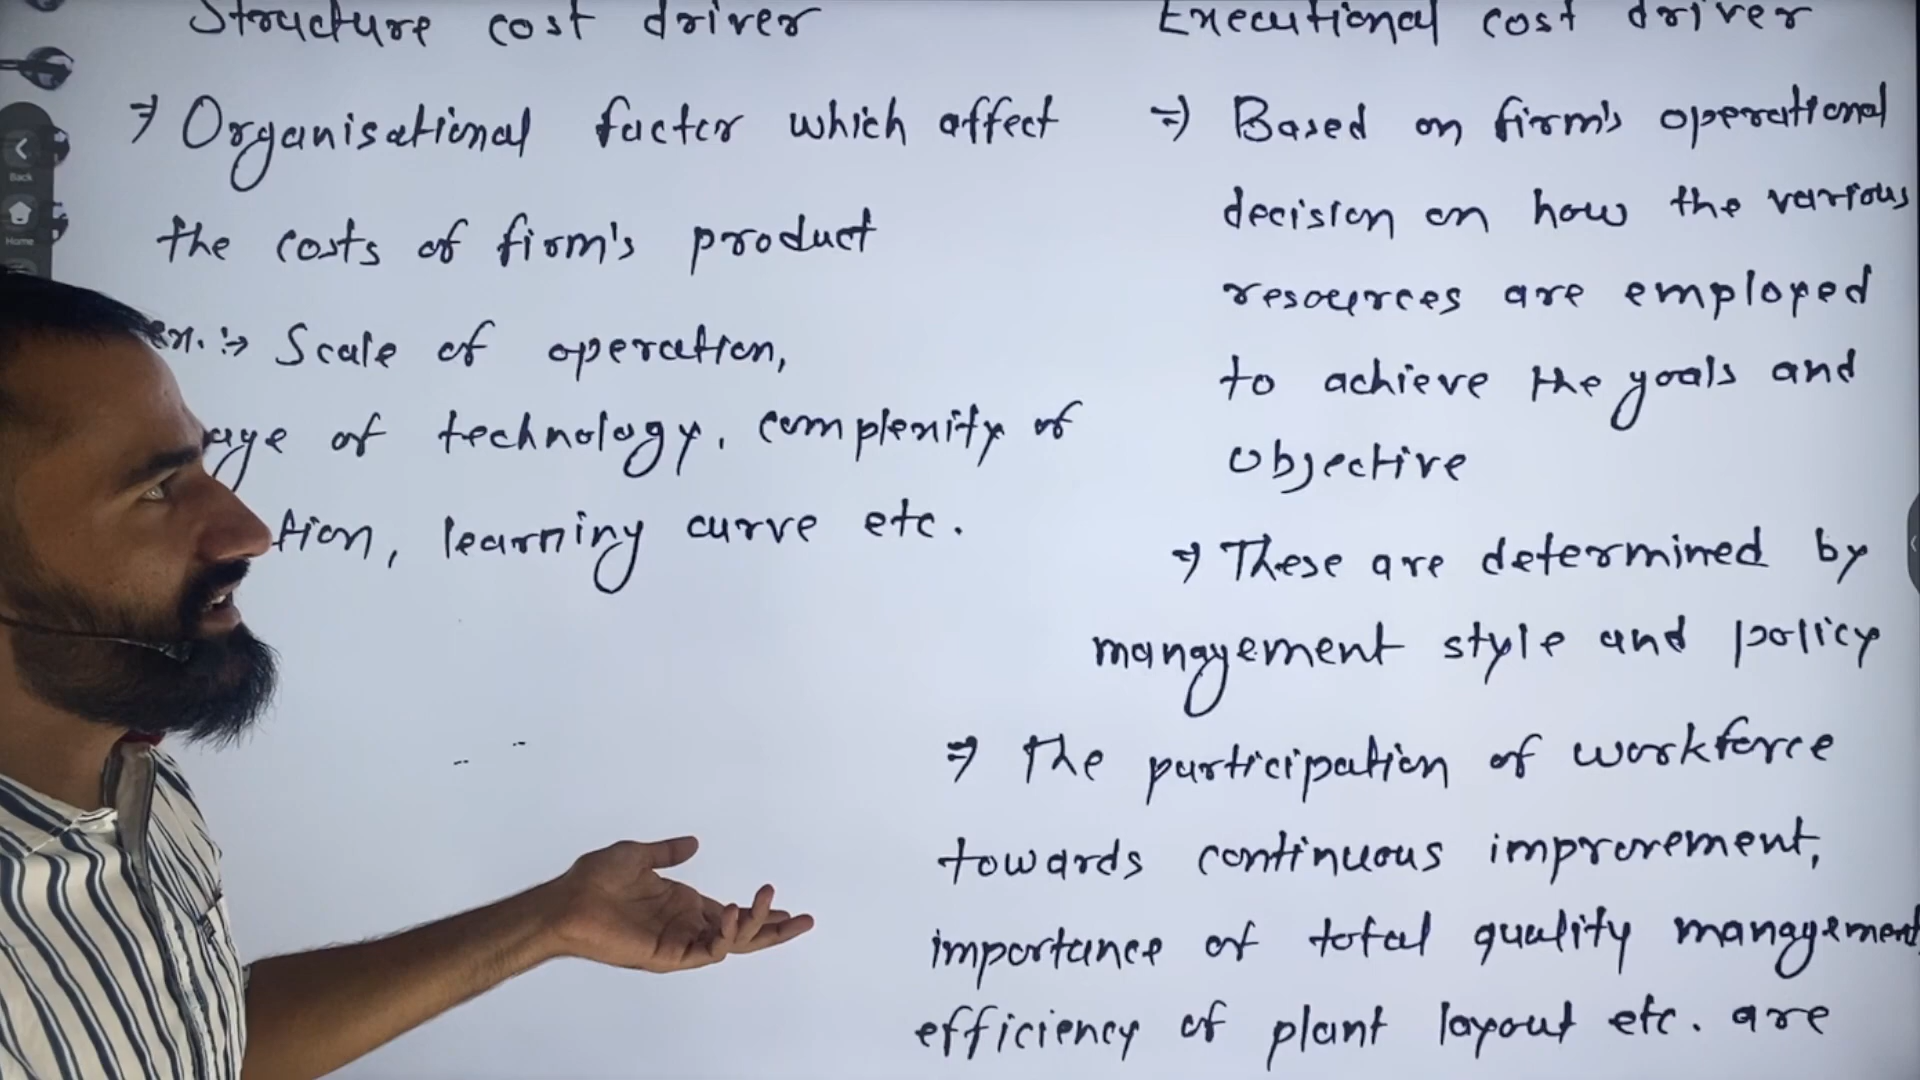 Structure cost driver
⇒ Organisational factor which affect
the costs of firm's product
ex. :→ Scale of operation,
of technology, complexity of
tion, learning curve etc.
Executional cost driver
⇒ Based on firm's operational
decision on how the various
resources are employed
to achieve the goals and
objective
⇒ These are determined by
management style and policy
⇒ The participation of workforce
towards continuous improvement,
importance of total quality management
efficiency of plant layout etc. are
Back
Home